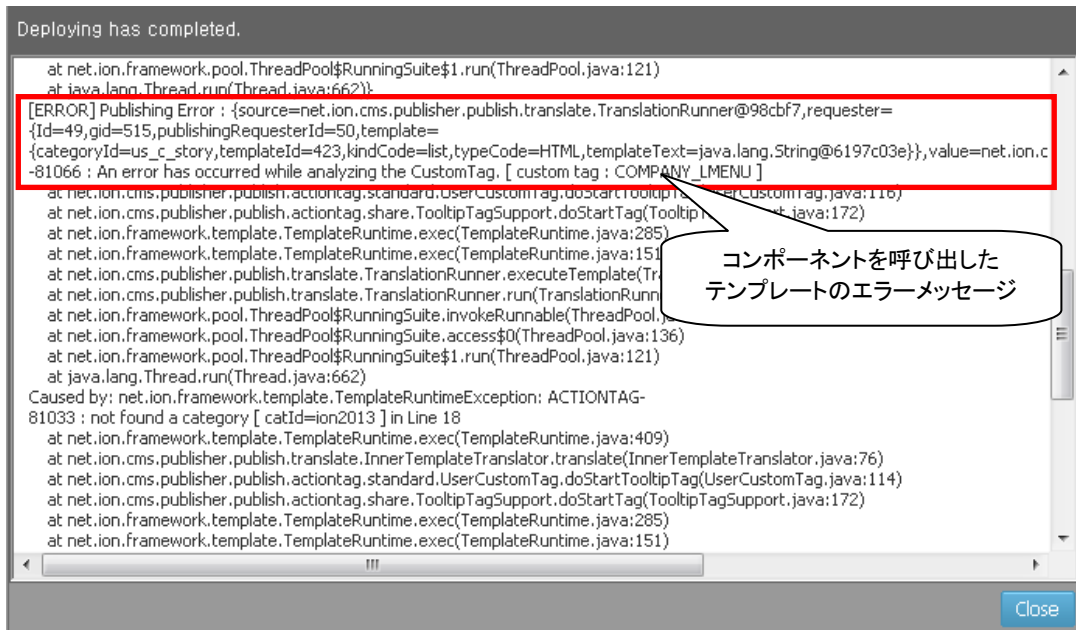 Deploying has completed.
at net.ion.framework.pool.ThreadPool$RunningSuite$1.run(ThreadPool.java:121)
at java.lang.Thread.run(Thread.java:662)}
[ERROR] Publishing Error : {source=net.ion.cms.publisher.publish.translate.TranslationRunner@98cbf7,requester=
{Id=49,gid=515,publishingRequesterId=50,template=
{categoryId=us_c_story,templateId=423,kindCode=list,typeCode=HTML,templateText=java.lang.String@6197c03e}},value=net.ion.c
-81066 : An error has occurred while analyzing the CustomTag. [ custom tag : COMPANY_LMENU ]
at net.ion.cms.publisher.publish.actiontag.standard.UserCustomTag.doStartTooltipTag(UserCustomTag.java:116)
at net.ion.cms.publisher.publish.actiontag.share.TooltipTagSupport.doStartTag(TooltipT rt.java:172)
at net.ion.framework.template.TemplateRuntime.exec(TemplateRuntime.java:285)
at net.ion.framework.template.TemplateRuntime.exec(TemplateRuntime.java:151
at net.ion.cms.publisher.publish.translate.TranslationRunner.executeTemplate(Tr
at net.ion.cms.publisher.publish.translate.TranslationRunner.run(TranslationRunn
at net.ion.framework.pool.ThreadPool$RunningSuite.invokeRunnable(ThreadPool.j
at net.ion.framework.pool.ThreadPool$RunningSuite.access$0(ThreadPool.java:136)
at net.ion.framework.pool.ThreadPool$RunningSuite$1.run(ThreadPool.java:121)
at java.lang.Thread.run(Thread.java:662)
Caused by: net.ion.framework.template.TemplateRuntimeException: ACTIONTAG-
81033 : not found a category [ catId=ion2013 ] in Line 18
at net.ion.framework.template.TemplateRuntime.exec(TemplateRuntime.java:409)
at net.ion.cms.publisher.publish.translate.InnerTemplateTranslator.translate(InnerTemplateTranslator.java:76)
at net.ion.cms.publisher.publish.actiontag.standard.UserCustomTag.doStartTooltipTag(UserCustomTag.java:114)
at net.ion.cms.publisher.publish.actiontag.share.TooltipTagSupport.doStartTag(TooltipTagSupport.java:172)
at net.ion.framework.template.TemplateRuntime.exec(TemplateRuntime.java:285)
at net.ion.framework.template.TemplateRuntime.exec(TemplateRuntime.java:151)
コンポーネントを呼び出した
テンプレートのエラーメッセージ
Close